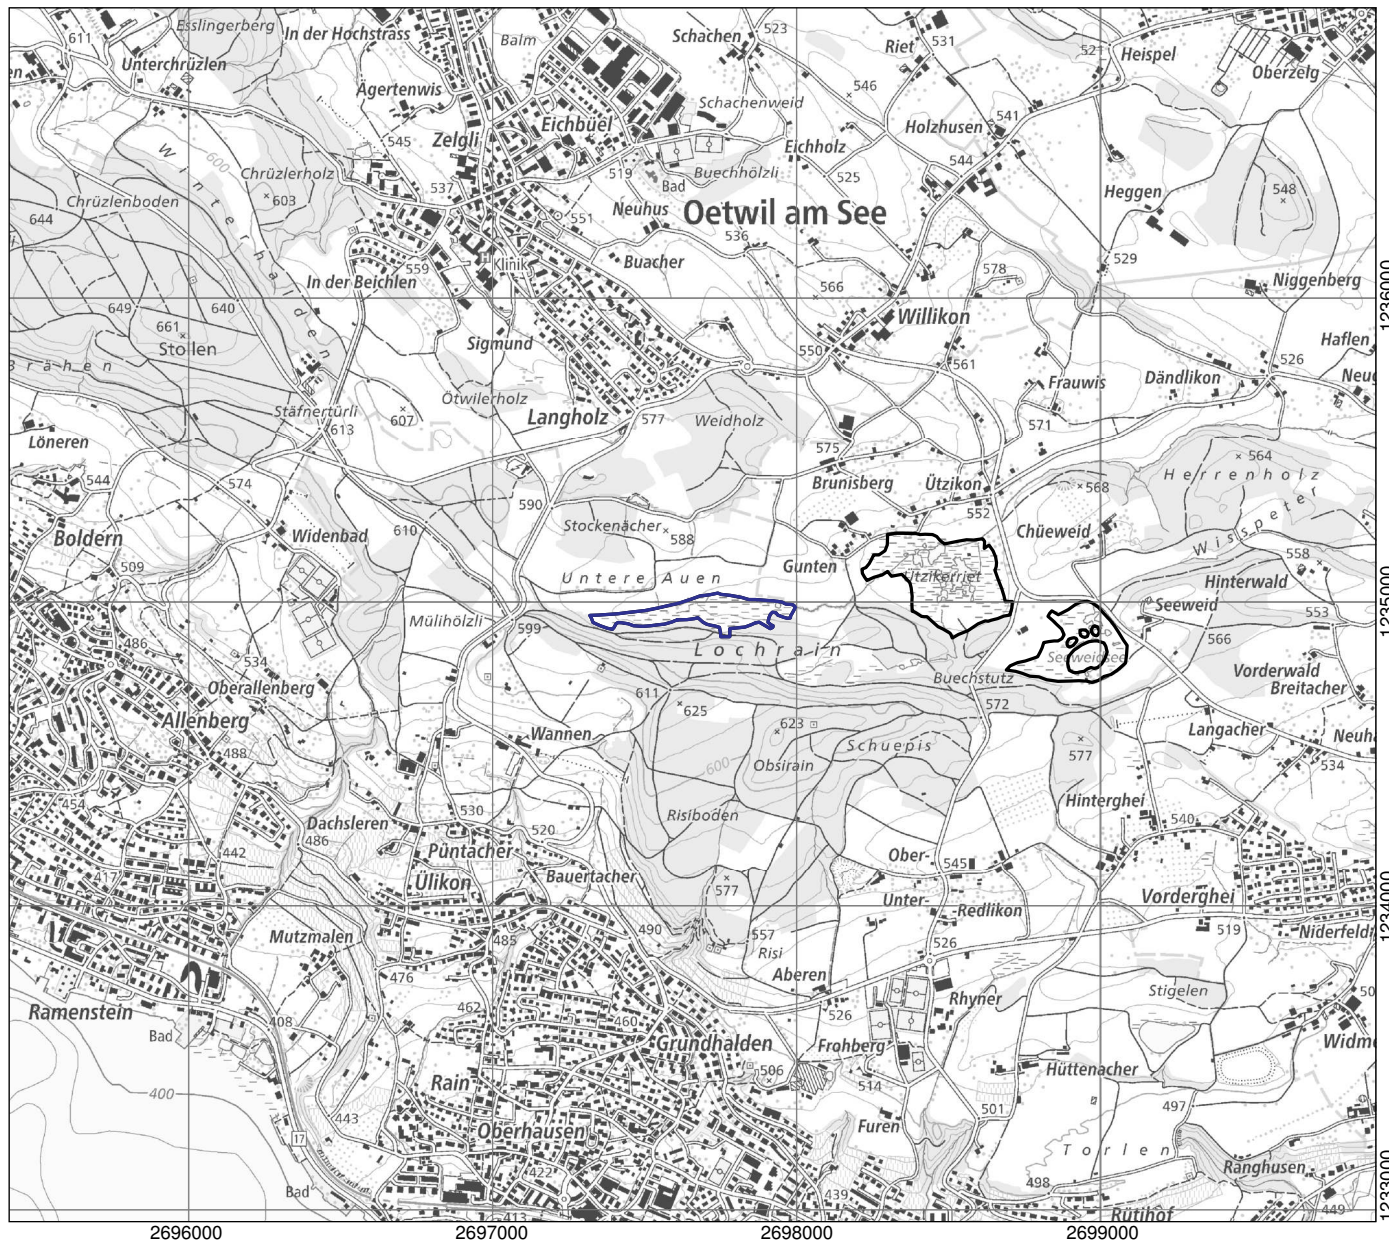 Esslingerberg
In der Hochstrass
Balm
Schachen
523
Riet
531
521
Heispel
611
Unterchrüzlen
Oberzelg
Ägertenwis
Schachenweid
546
Eichbüel
541
Holzhusen
Zelgli
545
Winterhalden
600
Chrüzlerholz
Eichholz
544
519
Bad
Buechhölzli
525
537
603
Chrüzlenboden
Heggen
548
644
551
Neuhus
Oetwil am See
536
559
Klinik
Buacher
529
578
In der Beichlen
Niggenberg
566
649
640
1236000
661
Stollen
Willikon
Sigmund
550
Haflen
Brähen
561
526
Frauwis
Dändlikon
Ötwilerholz
Stäfnertürli
607
Langholz
577
Weidholz
613
571
Löneren
575
564
544
574
Brunisberg
Ützikon
568
Herrenholz
590
552
Stockenächer
588
610
Boldern
Widenbad
Chüeweid
Wisspeter
558
509
Gunten
Untere Auen
Hinterwald
Seeweid
553
1235000
Mülihölzli
599
486
Lochrain
566
534
Buechstutz
Vorderwald
Oberallenberg
Breitacher
611
625
572
Allenberg
623
Wannen
Langacher
488
Schuepis
577
534
600
Obsirain
454
Hinterghei
530
Risiboden
Dachsleren
520
540
486
Püntacher
Ober-
545
442
417
Bauertacher
Ülikon
577
Vorderghei
Unter-
Redlikon
1234000
490
557
519
Mutzmalen
485
Niderfeld
526
Risi
Aberen
476
Stigelen
Rhyner
462
Ramenstein
526
408
460
Bad
Grundhalden
Frohberg
Hüttenacher
506
Rain
514
400
497
443
501
Furen
Oberhausen
17
Torlen
422
Ranghusen
Bad
498
439
413
Rütihof
449
1233000
2696000
2697000
2698000
2699000